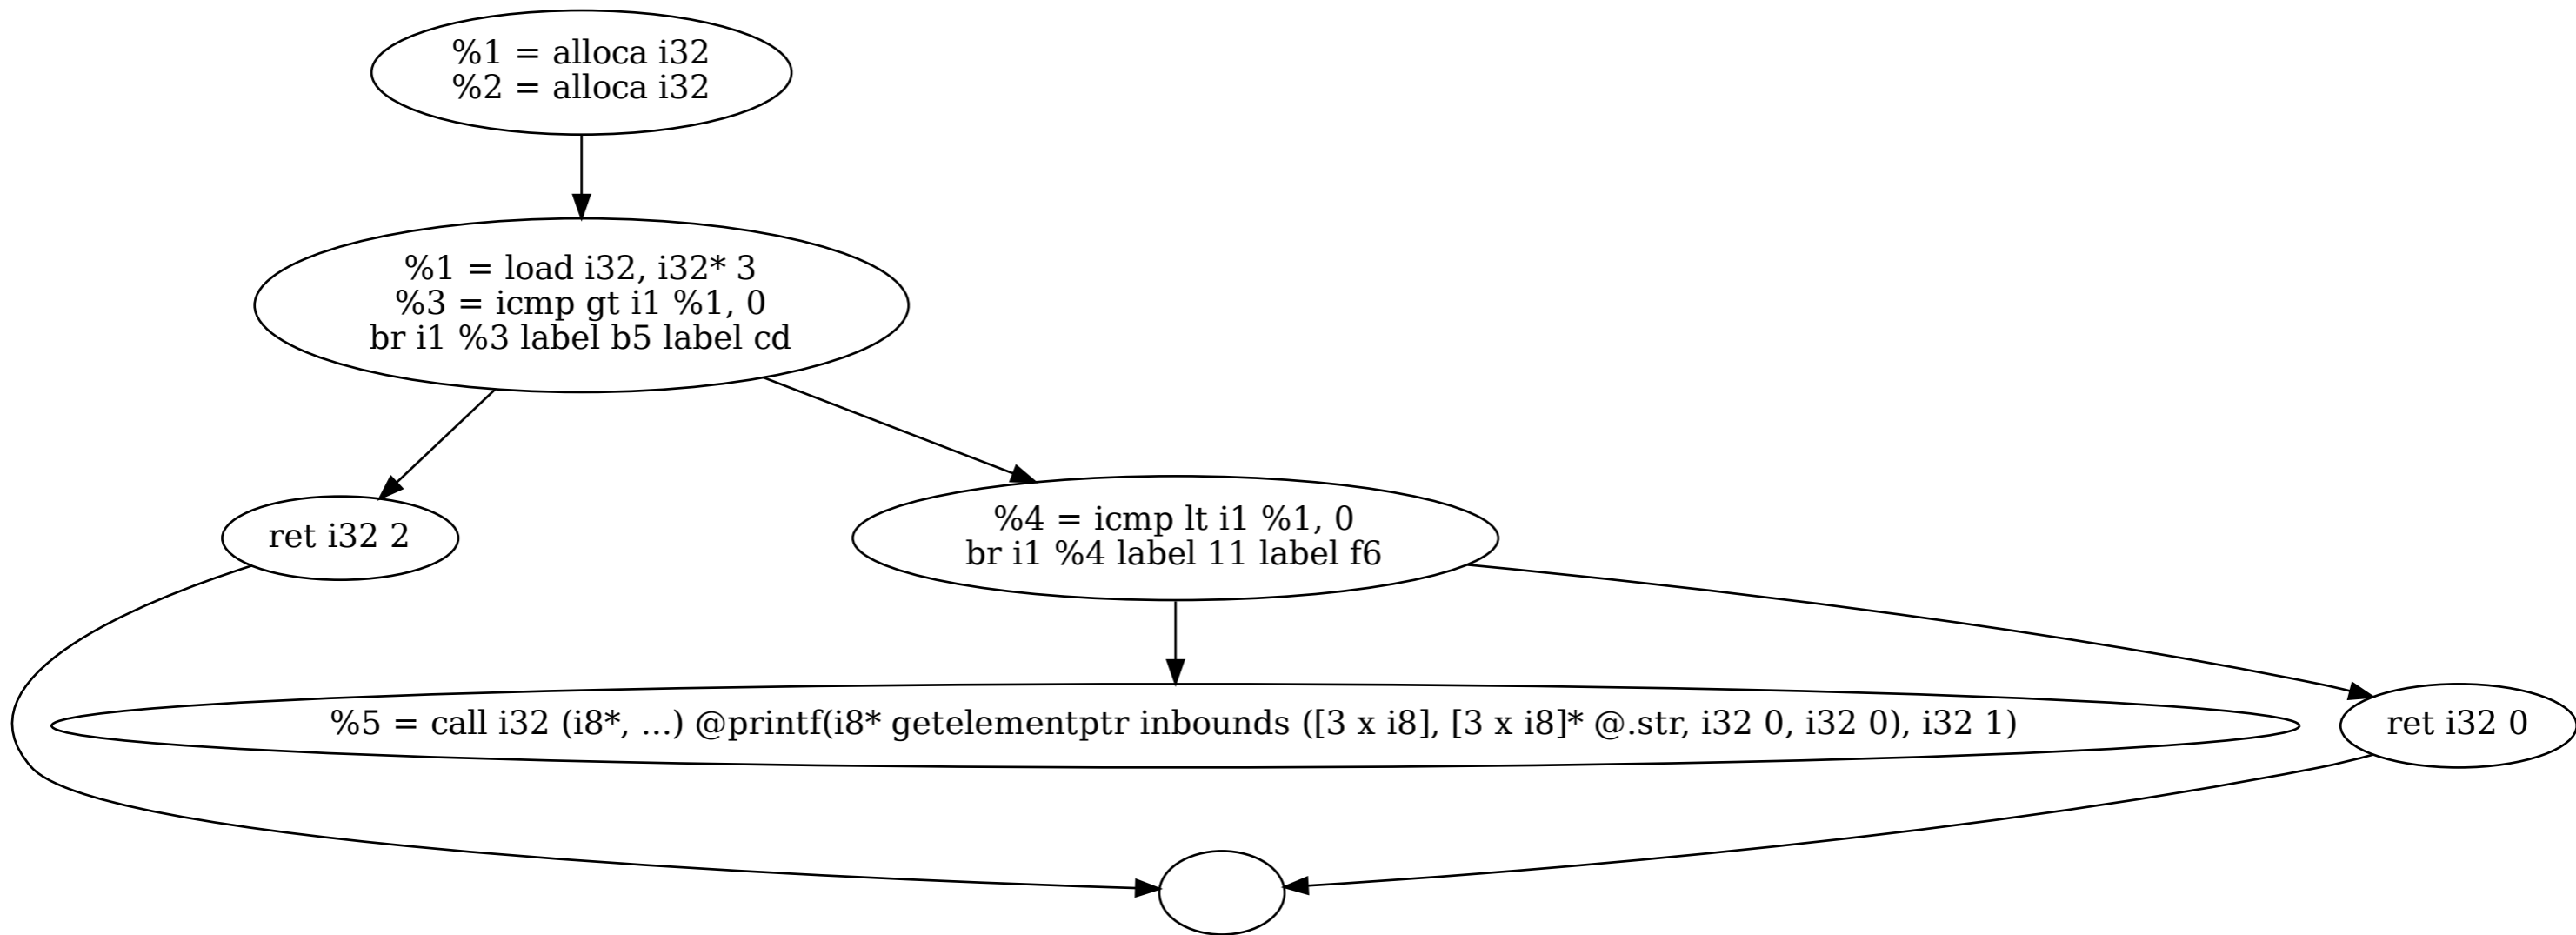 %1 = alloca i32
%2 = alloca i32
%1 = load i32, i32* 3
%3 = icmp gt i1 %1, 0
br i1 %3 label b5 label cd
ret i32 2
%4 = icmp lt i1 %1, 0
br i1 %4 label 11 label f6
%5 = call i32 (i8*, ...) @printf(i8* getelementptr inbounds ([3 x i8], [3 x i8]* @.str, i32 0, i32 0), i32 1)
ret i32 0